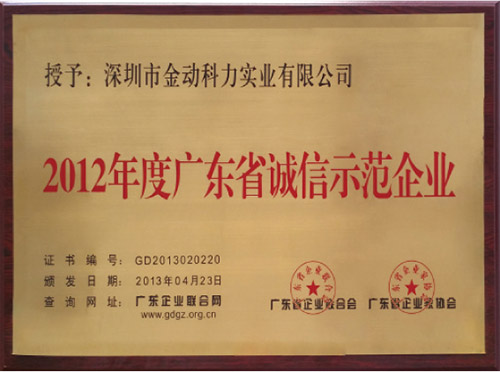 授予：深圳市金动科力实业有限公司
2012年度广东省诚信示范企业
证书编号：GD2013020220
颁发日期：2013年04月23日
查询网址：广东企业联合网
www.gdgz.org.cn
广东省企业联合会 广东省企业家协会